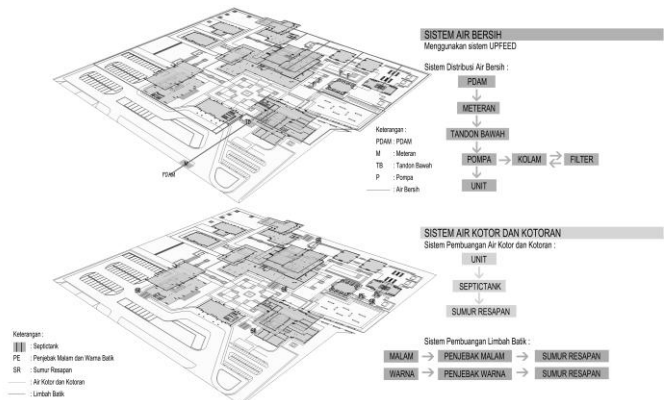 SISTEM AIR BERSIH
Menggunakan sistem UPFEED
Sistem Distribusi Air Bersih :
PDAM
METERAN
TANDON BAWAH
POMPA
KOLAM
FILTER
UNIT
Keterangan :
PDAM : PDAM
M : Meteran
TB : Tandon Bawah
P : Pompa
: Air Bersih
TB
PDAM
SISTEM AIR KOTOR DAN KOTORAN
Sistem Pembuangan Air Kotor dan Kotoran :
UNIT
SEPTICTANK
SUMUR RESAPAN
Sistem Pembuangan Limbah Batik :
MALAM PENJEBAK MALAM SUMUR RESAPAN
WARNA PENJEBAK WARNA SUMUR RESAPAN
Keterangan :
: Septictank
PE : Penjebak Malam dan Warna Batik
SR : Sumur Resapan
: Air Kotor dan Kotoran
: Limbah Batik